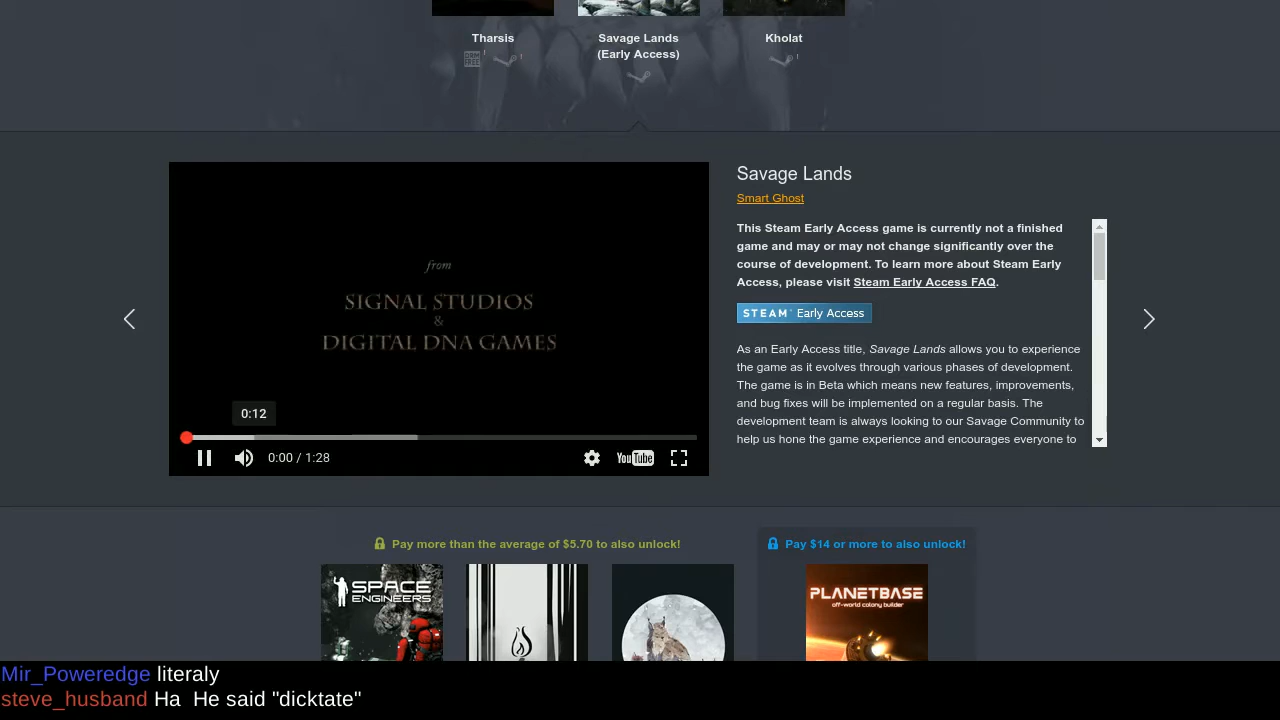 Tharsis
Savage Lands
(Early Access)
Kholat
from
SIGNAL STUDIOS
&
DIGITAL DNA GAMES
0:12
0:00 / 1:28
YouTube
Savage Lands
Smart Ghost
This Steam Early Access game is currently not a finished
game and may or may not change significantly over the
course of development. To learn more about Steam Early
Access, please visit Steam Early Access FAQ.
STEAM Early Access
As an Early Access title, Savage Lands allows you to experience
the game as it evolves through various phases of development.
The game is in Beta which means new features, improvements,
and bug fixes will be implemented on a regular basis. The
development team is always looking to our Savage Community to
help us hone the game experience and encourages everyone to
Pay more than the average of $5.70 to also unlock!
Pay $14 or more to also unlock!
SPACE
ENGINEERS
PLANETBASE
off-world colony builder
Mir_Poweredge literaly
steve_husband Ha He said "dicktate"